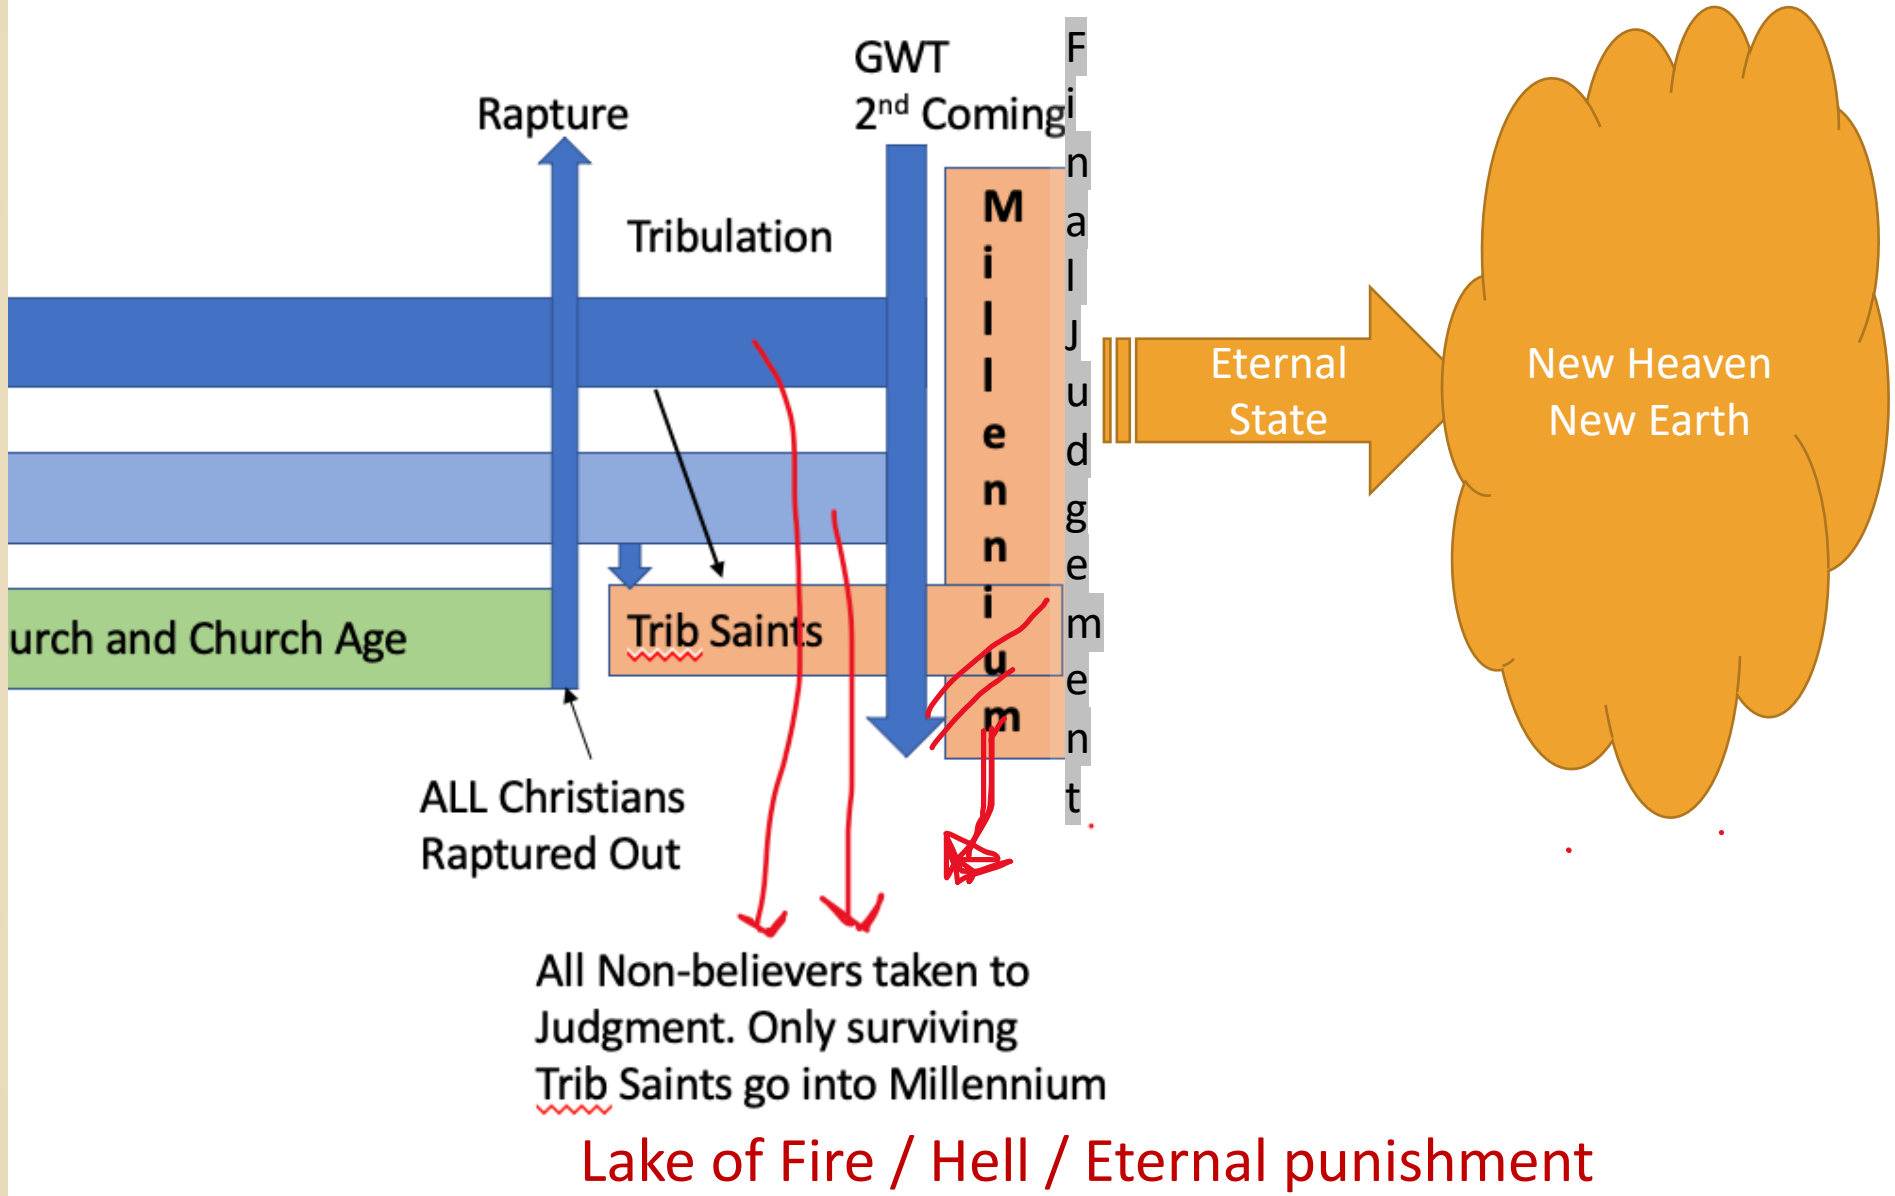 GWT
2nd Coming
Rapture
Tribulation
Millennium
Final Judgement
Eternal
State
New Heaven
New Earth
Trib Saints
urch and Church Age
ALL Christians
Raptured Out
All Non-believers taken to
Judgment. Only surviving
Trib Saints go into Millennium
Lake of Fire / Hell / Eternal punishment